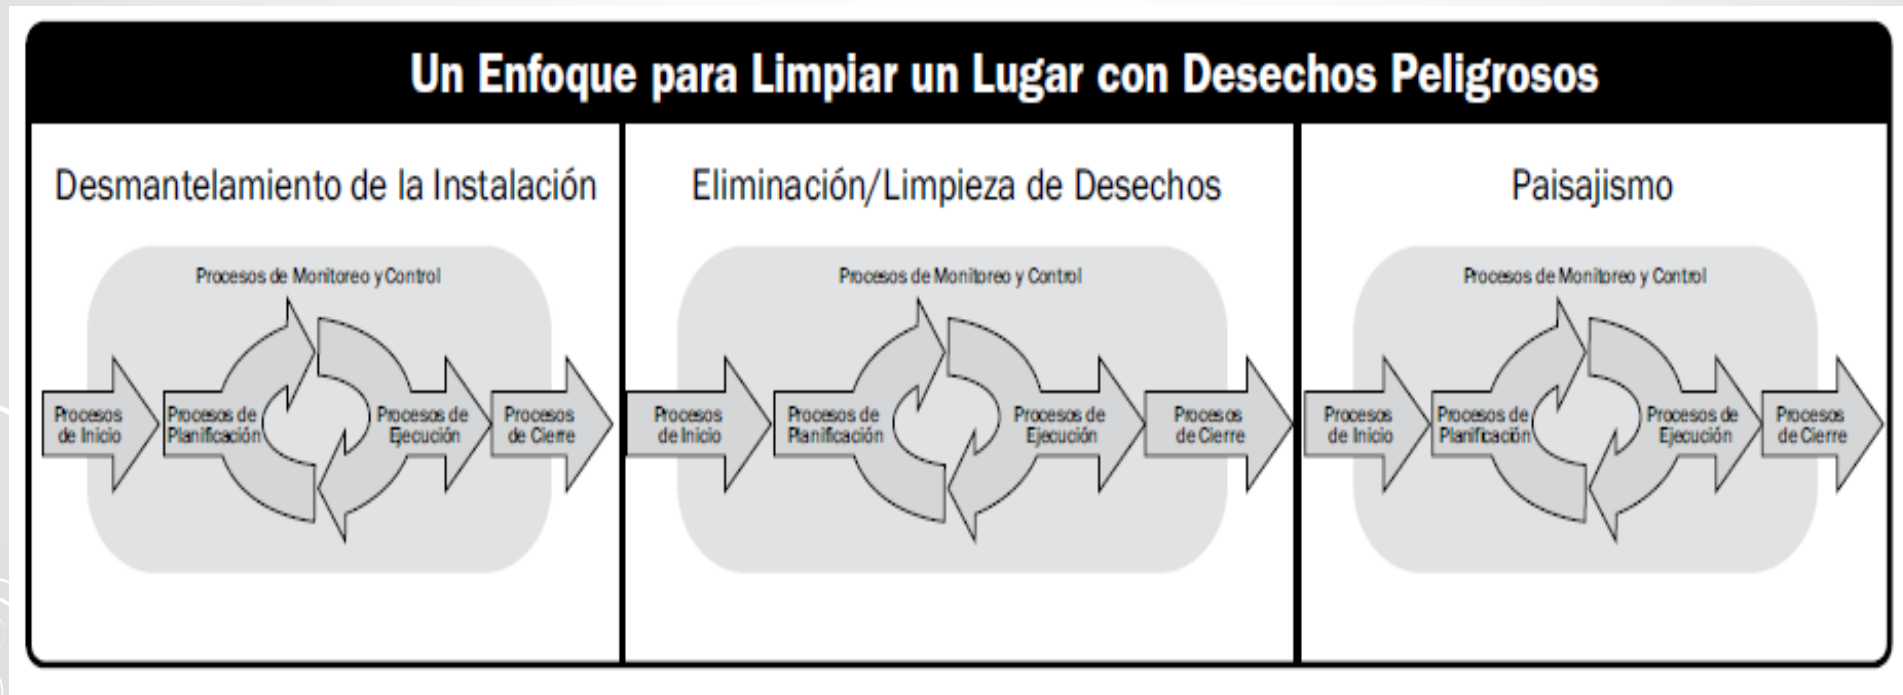 Un Enfoque para Limpiar un Lugar con Desechos Peligrosos
Desmantelamiento de la Instalación
Procesos de Monitoreo y Control
Procesos
de Inicio
Procesos de
Planificación
Procesos de
Ejecución
Procesos
de Cierre
Eliminación/Limpieza de Desechos
Procesos de Monitoreo y Control
Procesos
de Inicio
Procesos de
Planificación
Procesos de
Ejecución
Procesos
de Cierre
Paisajismo
Procesos de Monitoreo y Control
Procesos
de Inicio
Procesos de
Planificación
Procesos de
Ejecución
Procesos
de Cierre